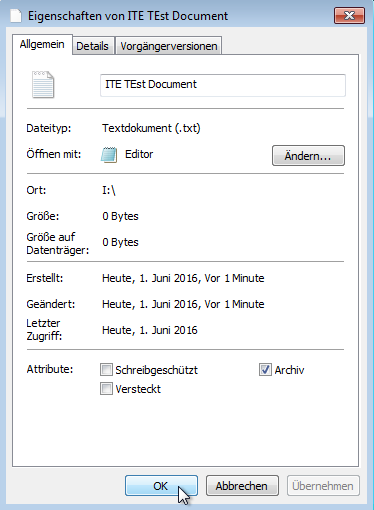 Eigenschaften von ITE TEst Document
Allgemein Details Vorgängerversionen
ITE TEst Document
Dateityp: Textdokument (.txt)
Öffnen mit: Editor Ändern...
Ort: I:\
Größe: 0 Bytes
Größe auf
Datenträger: 0 Bytes
Erstellt: Heute, 1. Juni 2016, Vor 1 Minute
Geändert: Heute, 1. Juni 2016, Vor 1 Minute
Letzter
Zugriff: Heute, 1. Juni 2016
Attribute: Schreibgeschützt Archiv
Versteckt
OK Abbrechen Übernehmen